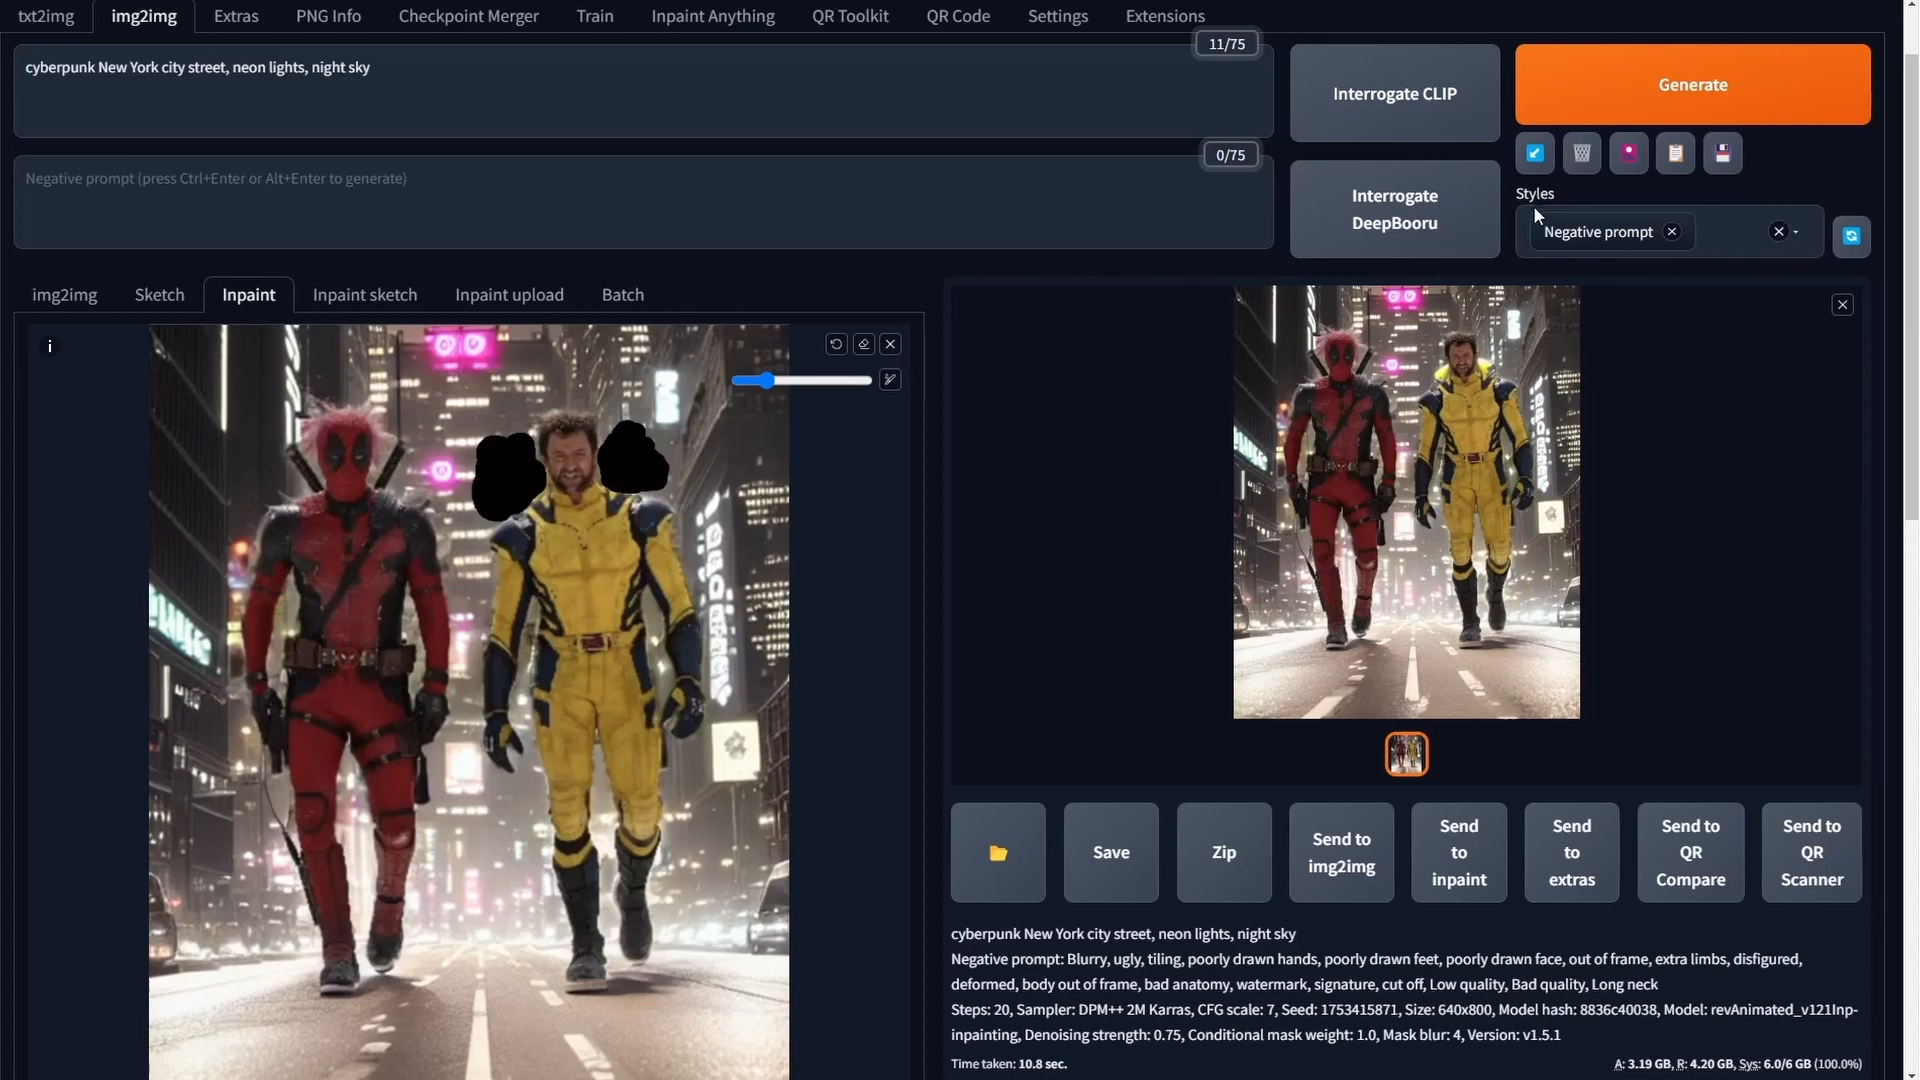 txt2img
img2img
Extras
PNG Info
Checkpoint Merger
Train
Inpaint Anything
QR Toolkit
QR Code
Settings
Extensions
11/75
cyberpunk New York city street, neon lights, night sky
Interrogate CLIP
Generate
0/75
Negative prompt (press Ctrl+Enter or Alt+Enter to generate)
Interrogate
DeepBooru
Styles
Negative prompt
img2img
Sketch
Inpaint
Inpaint sketch
Inpaint upload
Batch
Save
Zip
Send to
img2img
Send
to
inpaint
Send
to
extras
Send to
QR
Compare
Send to
QR
Scanner
cyberpunk New York city street, neon lights, night sky
Negative prompt: Blurry, ugly, tiling, poorly drawn hands, poorly drawn feet, poorly drawn face, out of frame, extra limbs, disfigured,
deformed, body out of frame, bad anatomy, watermark, signature, cut off, Low quality, Bad quality, Long neck
Steps: 20, Sampler: DPM++ 2M Karras, CFG scale: 7, Seed: 1753415871, Size: 640x800, Model hash: 8836c40038, Model: revAnimated_v121Inp-
inpainting, Denoising strength: 0.75, Conditional mask weight: 1.0, Mask blur: 4, Version: v1.5.1
Time taken: 10.8 sec.
A: 3.19 GB, R: 4.20 GB, Sys: 6.0/6 GB (100.0%)